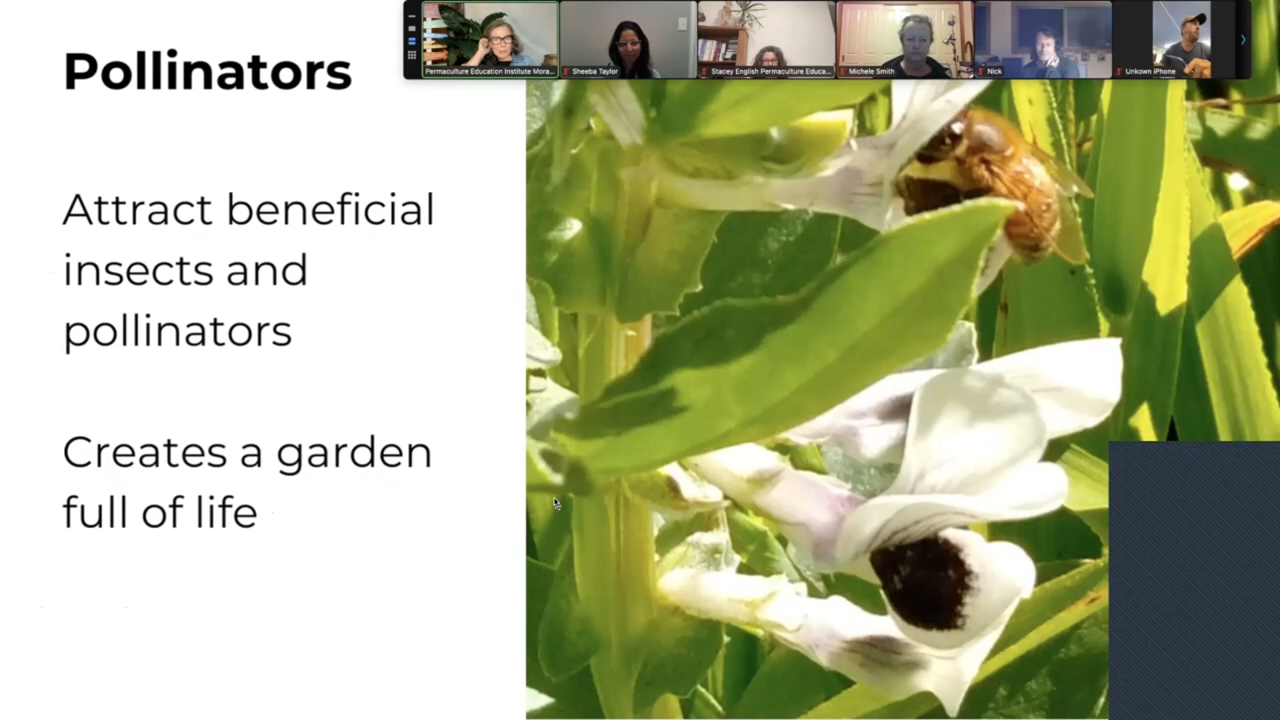 Pollinators
Permaculture Education Institute Mora...
Sheeba Taylor
Stacey English Permaculture Educa...
Michele Smith
Nick
Unkown iPhone
Attract beneficial
insects and
pollinators
Creates a garden
full of life